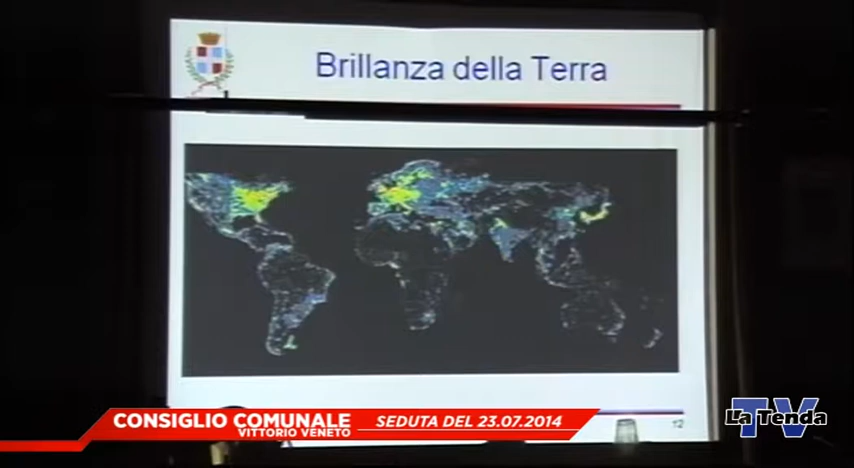 Brillanza della Terra
12
CONSIGLIO COMUNALE
VITTORIO VENETO
SEDUTA DEL 23.07.2014
TV
La Tenda